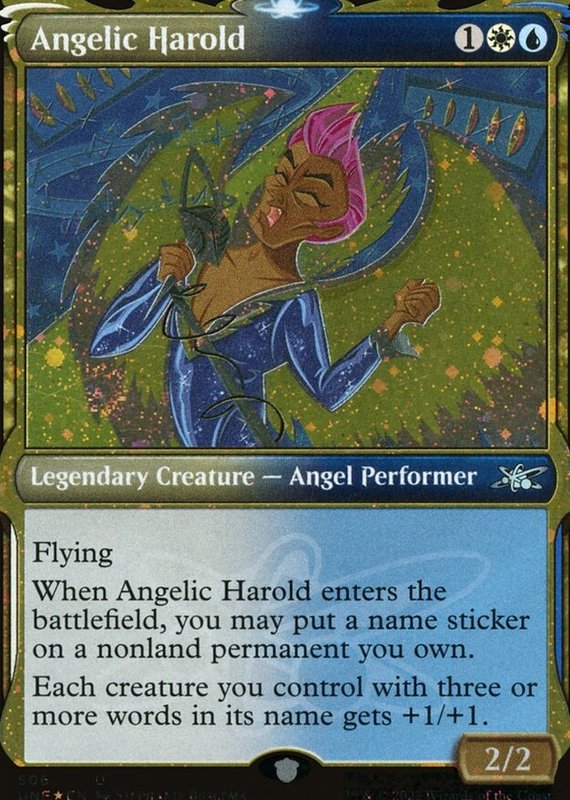 Angelic Harold 1
Legendary Creature — Angel Performer
Flying
When Angelic Harold enters the
battlefield, you may put a name sticker
on a nonland permanent you own.
Each creature you control with three or
more words in its name gets +1/+1.
2/2
506 U